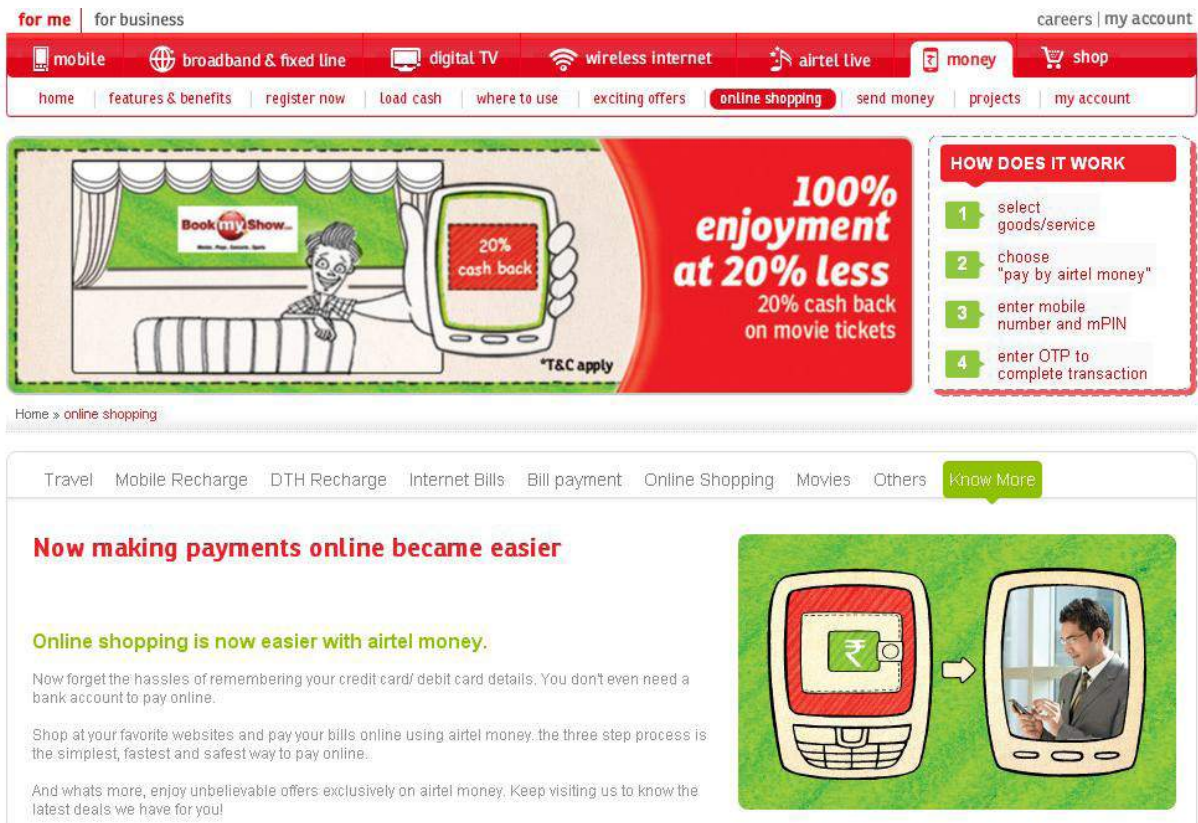 for me | for business
careers | my account
mobile
broadband & fixed line
digital TV
wireless internet
airtel live
money
shop
home
features & benefits
register now
load cash
where to use
exciting offers
online shopping
send money
projects
my account
Book my Show
20%
cash back
*T&C apply
100%
enjoyment
at 20% less
20% cash back
on movie tickets
HOW DOES IT WORK
1 select
goods/service
2 choose
"pay by airtel money"
3 enter mobile
number and mPIN
4 enter OTP to
complete transaction
Home » online shopping
Travel
Mobile Recharge
DTH Recharge
Internet Bills
Bill payment
Online Shopping
Movies
Others
Know More
Now making payments online became easier
Online shopping is now easier with airtel money.
Now forget the hassles of remembering your credit card/ debit card details. You don't even need a
bank account to pay online.
Shop at your favorite websites and pay your bills online using airtel money. the three step process is
the simplest, fastest and safest way to pay online.
And whats more, enjoy unbelievable offers exclusively on airtel money. Keep visiting us to know the
latest deals we have for you!
₹